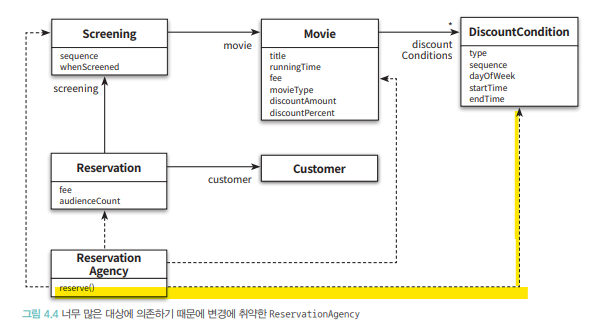 Screening
sequence
whenScreened
movie
Movie
title
runningTime
fee
movieType
discountAmount
discountPercent
*
discount
Conditions
DiscountCondition
type
sequence
dayOfWeek
startTime
endTime
screening
Reservation
fee
audienceCount
customer
Customer
Reservation
Agency
reserve()
그림 4.4 너무 많은 대상에 의존하기 때문에 변경에 취약한 ReservationAgency